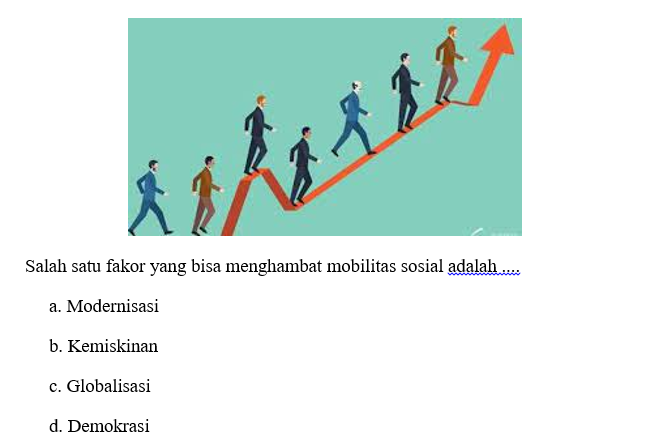 Salah satu fakor yang bisa menghambat mobilitas sosial adalah ....
a. Modernisasi
b. Kemiskinan
c. Globalisasi
d. Demokrasi